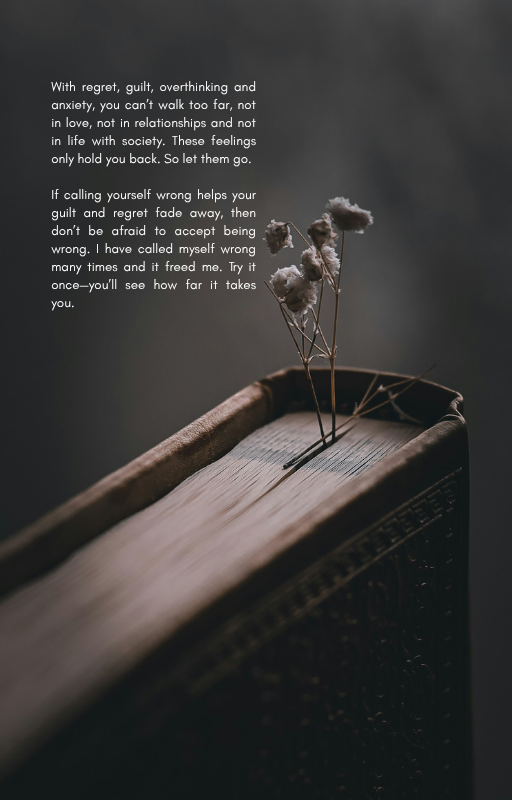 With regret, guilt, overthinking and
anxiety, you can't walk too far, not
in love, not in relationships and not
in life with society. These feelings
only hold you back. So let them go.
If calling yourself wrong helps your
guilt and regret fade away, then
don't be afraid to accept being
wrong. I have called myself wrong
many times and it freed me. Try it
once—you'll see how far it takes
you.